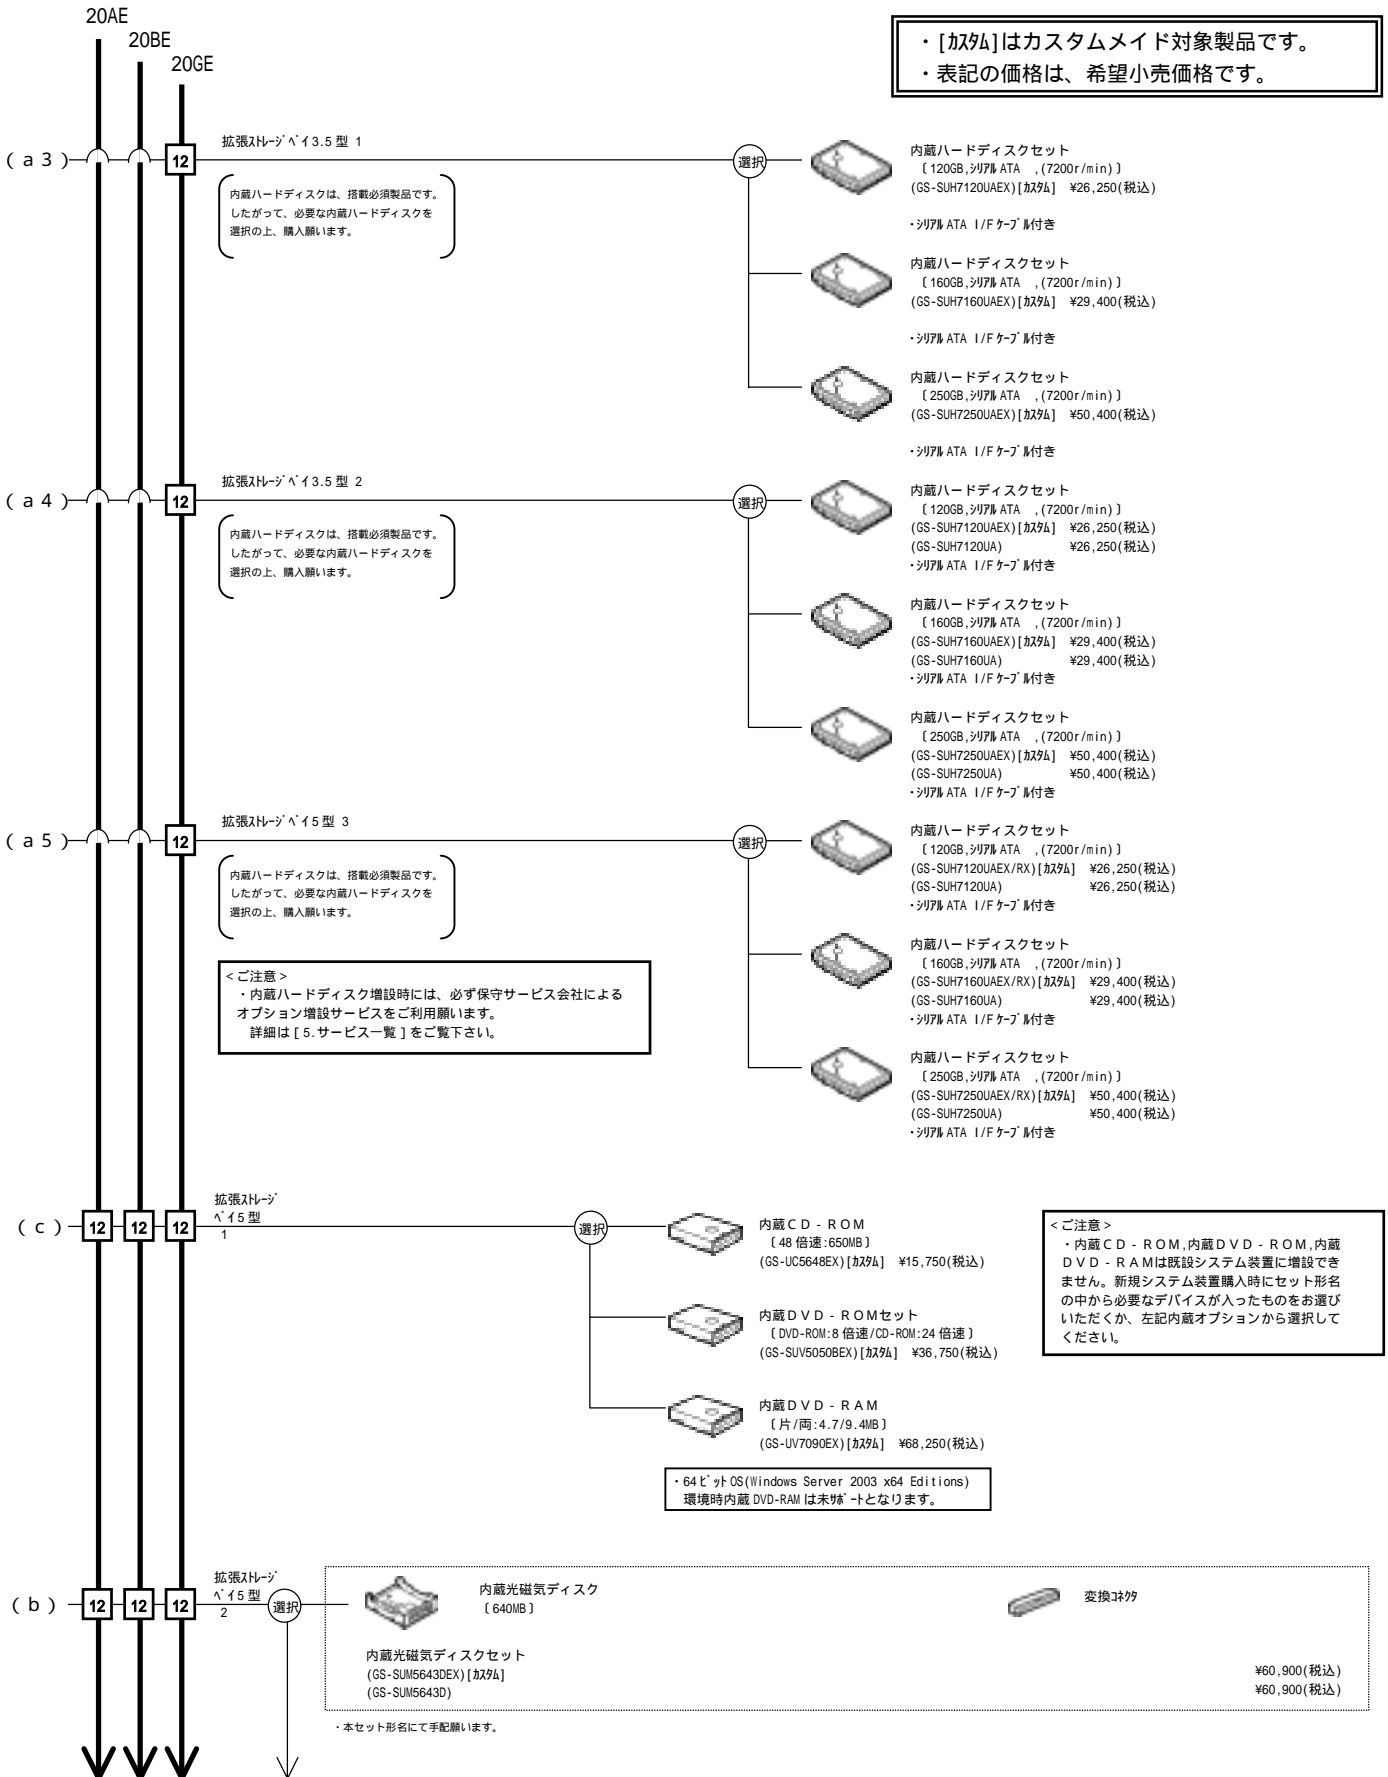 20AE
20BE
20GE
・[カスタム]はカスタムメイド対象製品です。
・表記の価格は、希望小売価格です。
(a3)
12
拡張ストレージベイ3.5型 1
内蔵ハードディスクは、搭載必須製品です。
したがって、必要な内蔵ハードディスクを
選択の上、購入願います。
選択
内蔵ハードディスクセット
〔120GB,シリアルATA ,(7200r/min)〕
(GS-SUH7120UAEX)[カスタム] ¥26,250(税込)
・シリアルATA I/Fケーブル付き
内蔵ハードディスクセット
〔160GB,シリアルATA ,(7200r/min)〕
(GS-SUH7160UAEX)[カスタム] ¥29,400(税込)
・シリアルATA I/Fケーブル付き
内蔵ハードディスクセット
〔250GB,シリアルATA ,(7200r/min)〕
(GS-SUH7250UAEX)[カスタム] ¥50,400(税込)
・シリアルATA I/Fケーブル付き
(a4)
12
拡張ストレージベイ3.5型 2
内蔵ハードディスクは、搭載必須製品です。
したがって、必要な内蔵ハードディスクを
選択の上、購入願います。
選択
内蔵ハードディスクセット
〔120GB,シリアルATA ,(7200r/min)〕
(GS-SUH7120UAEX)[カスタム] ¥26,250(税込)
(GS-SUH7120UA) ¥26,250(税込)
・シリアルATA I/Fケーブル付き
内蔵ハードディスクセット
〔160GB,シリアルATA ,(7200r/min)〕
(GS-SUH7160UAEX)[カスタム] ¥29,400(税込)
(GS-SUH7160UA) ¥29,400(税込)
・シリアルATA I/Fケーブル付き
内蔵ハードディスクセット
〔250GB,シリアルATA ,(7200r/min)〕
(GS-SUH7250UAEX)[カスタム] ¥50,400(税込)
(GS-SUH7250UA) ¥50,400(税込)
・シリアルATA I/Fケーブル付き
(a5)
12
拡張ストレージベイ5型 3
内蔵ハードディスクは、搭載必須製品です。
したがって、必要な内蔵ハードディスクを
選択の上、購入願います。
<ご注意>
・内蔵ハードディスク増設時には、必ず保守サービス会社による
オプション増設サービスをご利用願います。
詳細は[5.サービス一覧]をご覧下さい。
選択
内蔵ハードディスクセット
〔120GB,シリアルATA ,(7200r/min)〕
(GS-SUH7120UAEX/RX)[カスタム] ¥26,250(税込)
(GS-SUH7120UA) ¥26,250(税込)
・シリアルATA I/Fケーブル付き
内蔵ハードディスクセット
〔160GB,シリアルATA ,(7200r/min)〕
(GS-SUH7160UAEX/RX)[カスタム] ¥29,400(税込)
(GS-SUH7160UA) ¥29,400(税込)
・シリアルATA I/Fケーブル付き
内蔵ハードディスクセット
〔250GB,シリアルATA ,(7200r/min)〕
(GS-SUH7250UAEX/RX)[カスタム] ¥50,400(税込)
(GS-SUH7250UA) ¥50,400(税込)
・シリアルATA I/Fケーブル付き
(c)
12 12 12
拡張ストレージ
ベイ5型
1
選択
内蔵CD-ROM
〔48倍速:650MB〕
(GS-UC5648EX)[カスタム] ¥15,750(税込)
内蔵DVD-ROMセット
〔DVD-ROM:8倍速/CD-ROM:24倍速〕
(GS-SUV5050BEX)[カスタム] ¥36,750(税込)
内蔵DVD-RAM
〔片/両:4.7/9.4MB〕
(GS-UV7090EX)[カスタム] ¥68,250(税込)
・64ビットOS(Windows Server 2003 x64 Editions)
環境時内蔵DVD-RAMは未サポートとなります。
<ご注意>
・内蔵CD-ROM,内蔵DVD-ROM,内蔵
DVD-RAMは既設システム装置に増設でき
ません。新規システム装置購入時にセット形名
の中から必要なデバイスが入ったものをお選び
いただくか、左記内蔵オプションから選択して
ください。
(b)
12 12 12
拡張ストレージ
ベイ5型
2
選択
内蔵光磁気ディスク
〔640MB〕
変換コネクタ
内蔵光磁気ディスクセット
(GS-SUM5643DEX)[カスタム] ¥60,900(税込)
(GS-SUM5643D) ¥60,900(税込)
・本セット形名にて手配願います。